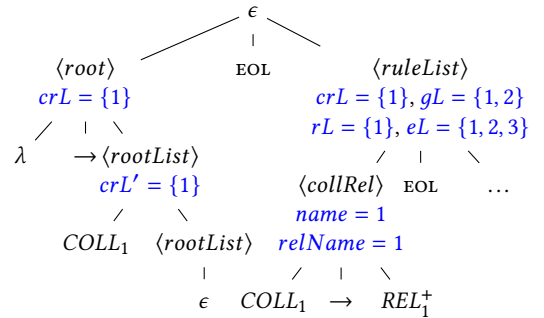 ϵ
⟨root⟩ EOL ⟨ruleList⟩
crL = {1} crL = {1}, gL = {1, 2}
rL = {1}, eL = {1, 2, 3}
λ → ⟨rootList⟩
crL′ = {1} ⟨collRel⟩ EOL ...
name = 1
COLL₁ ⟨rootList⟩ relName = 1
ϵ COLL₁ → REL₁⁺